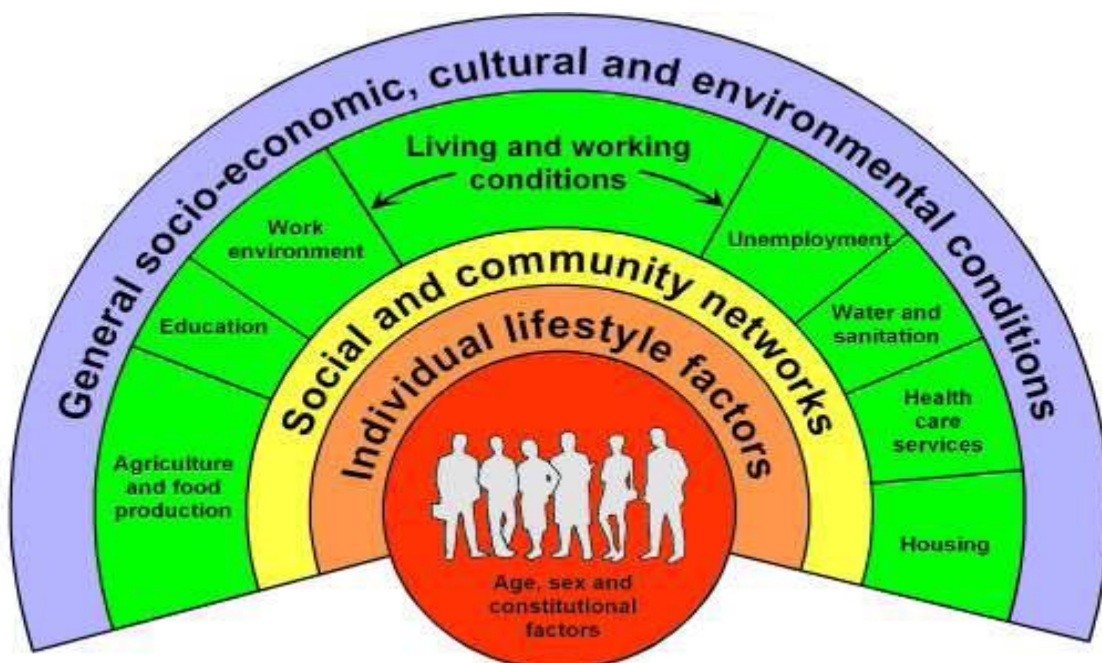 General socio-economic, cultural and environmental conditions
Living and working
conditions
Work
environment
Unemployment
Education
Water and
sanitation
Agriculture
and food
production
Health
care
services
Housing
Social and community networks
Individual lifestyle factors
Age, sex and
constitutional
factors